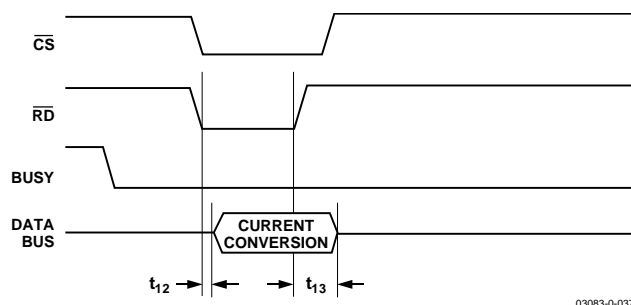 CS
RD
BUSY
DATA
BUS
CURRENT
CONVERSION
t12
t13
03083-0-037